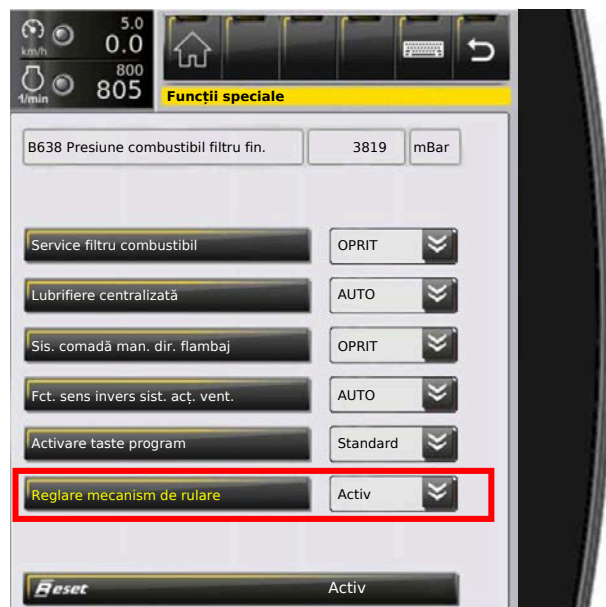 5.0
km/h 0.0
800
1/min 805
Funcții speciale
B638 Presiune combustibil filtru fin. 3819 mBar
Service filtru combustibil OPRIT
Lubrifiere centralizată AUTO
Sis. comadă man. dir. flambaj OPRIT
Fct. sens invers sist. acț. vent. AUTO
Activare taste program Standard
Reglare mecanism de rulare Activ
Reset Activ